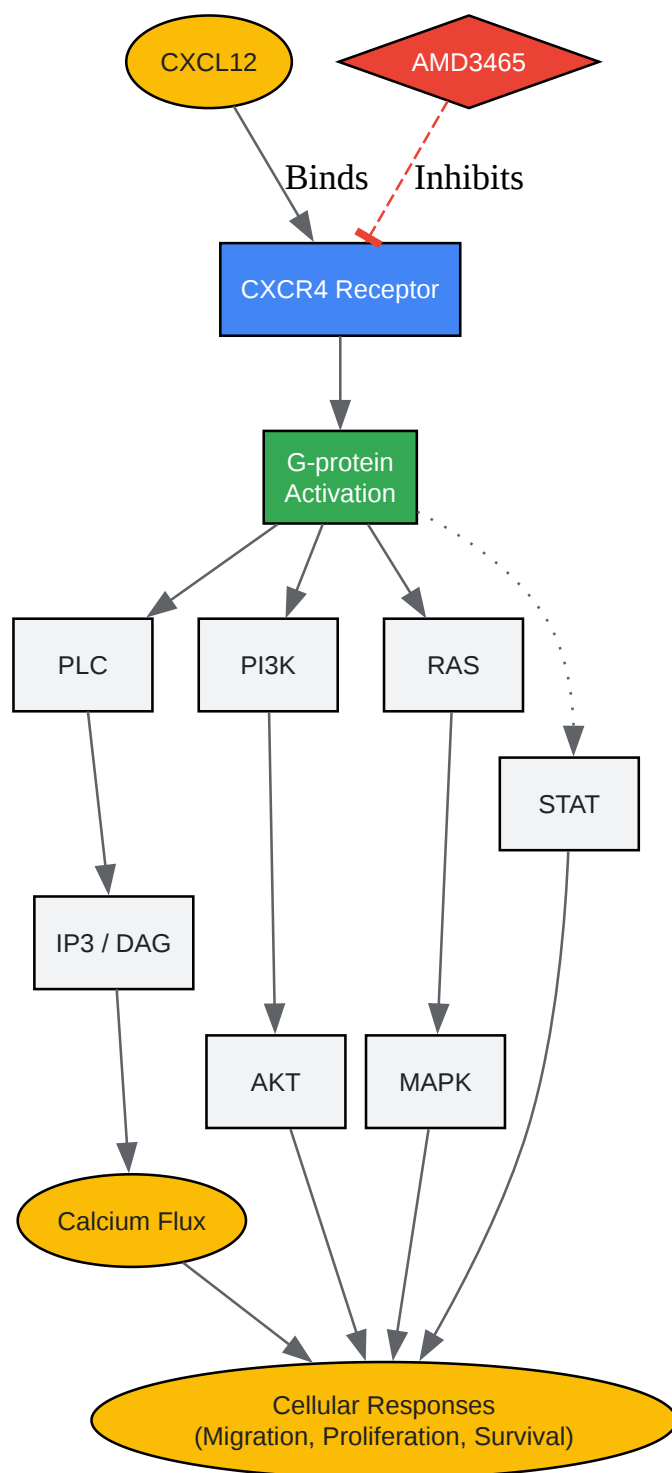 CXCL12
AMD3465
Binds
Inhibits
CXCR4 Receptor
G-protein
Activation
PLC
PI3K
RAS
STAT
IP3 / DAG
AKT
MAPK
Calcium Flux
Cellular Responses
(Migration, Proliferation, Survival)